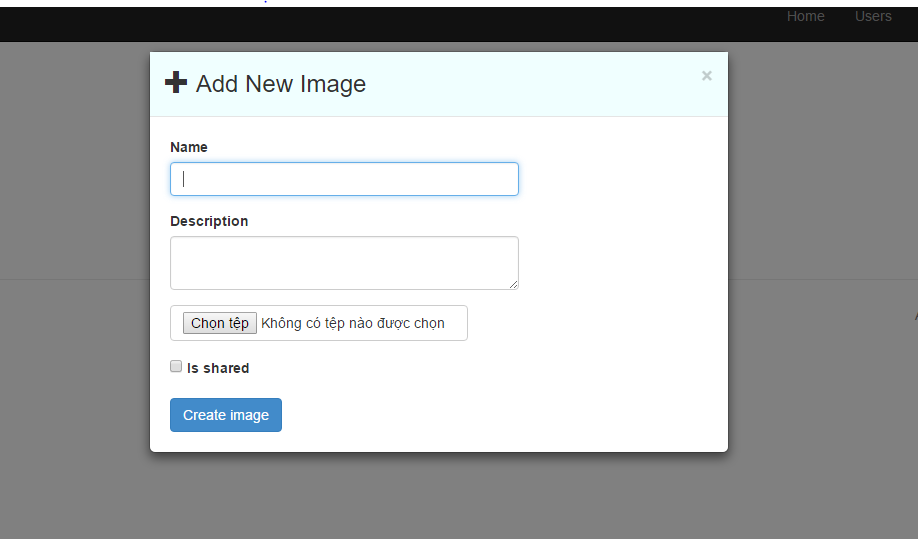 Home Users
Add New Image ×
Name
Description
Chọn tệp Không có tệp nào được chọn
Is shared
Create image